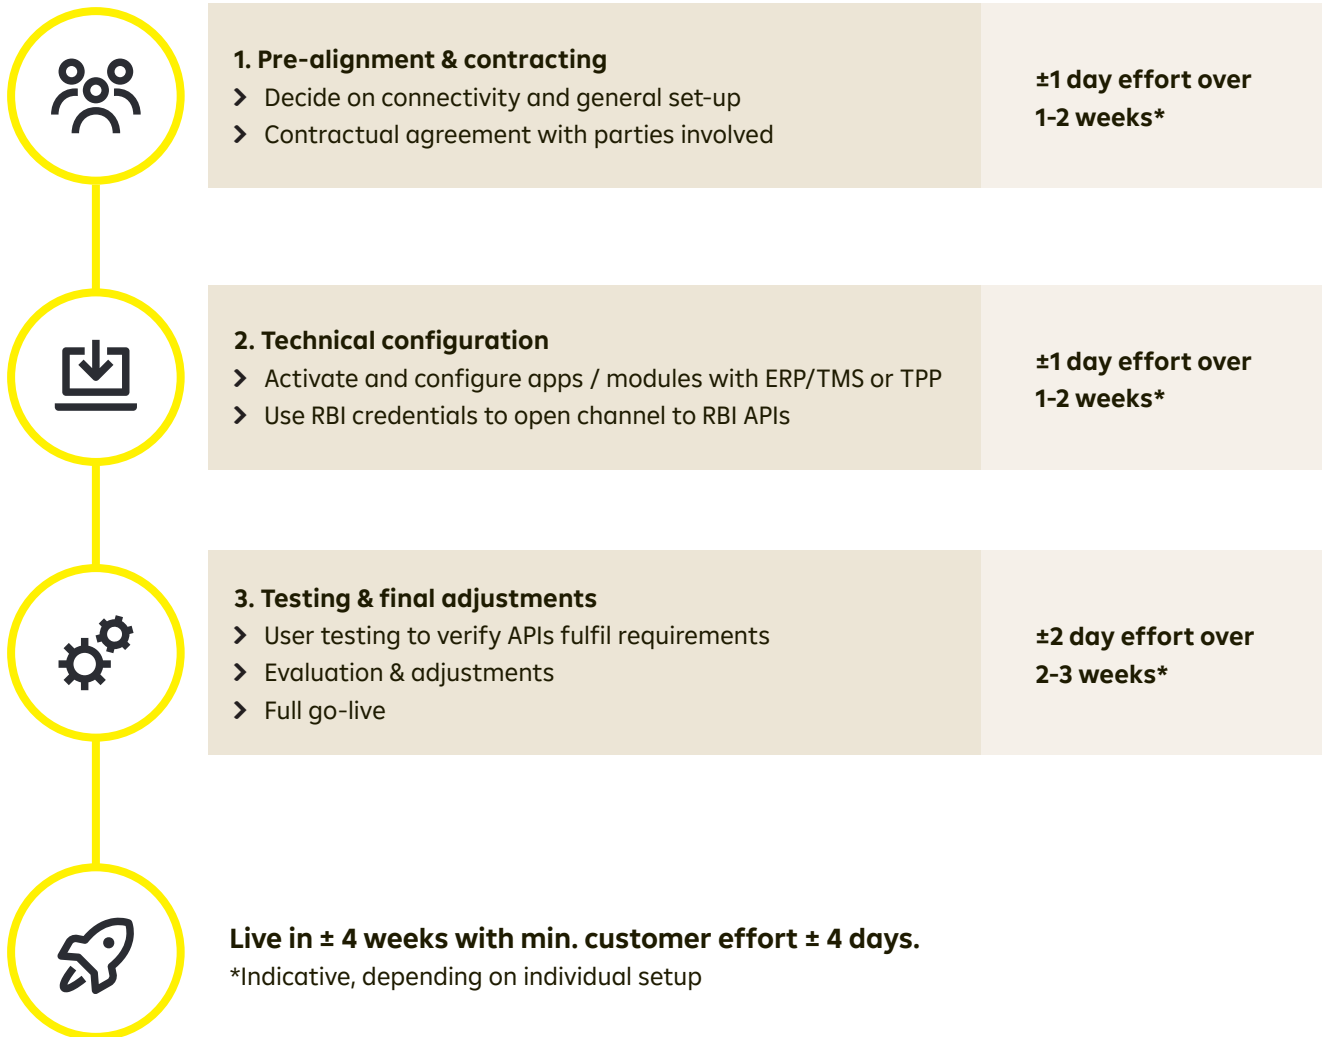 1. Pre-alignment & contracting
Decide on connectivity and general set-up
Contractual agreement with parties involved
±1 day effort over
1-2 weeks*
2. Technical configuration
Activate and configure apps / modules with ERP/TMS or TPP
Use RBI credentials to open channel to RBI APIs
±1 day effort over
1-2 weeks*
3. Testing & final adjustments
User testing to verify APIs fulfil requirements
Evaluation & adjustments
Full go-live
±2 day effort over
2-3 weeks*
Live in ± 4 weeks with min. customer effort ± 4 days.
*Indicative, depending on individual setup